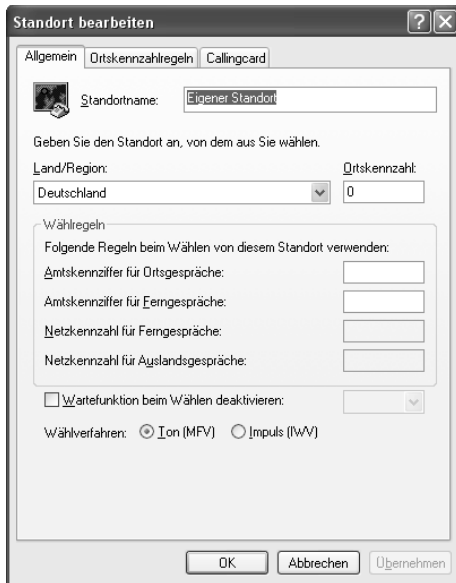 Standort bearbeiten
Allgemein Ortskennzahlregeln Callingcard
Standortname: Eigener Standort
Geben Sie den Standort an, von dem aus Sie wählen.
Land/Region: Ortskennzahl:
Deutschland 0
Wählregeln
Folgende Regeln beim Wählen von diesem Standort verwenden:
Amtskennziffer für Ortsgespräche:
Amtskennziffer für Ferngespräche:
Netzkennzahl für Ferngespräche:
Netzkennzahl für Auslandsgespräche:
Wartefunktion beim Wählen deaktivieren:
Wählverfahren: Ton (MFV) Impuls (IWV)
OK Abbrechen Übernehmen